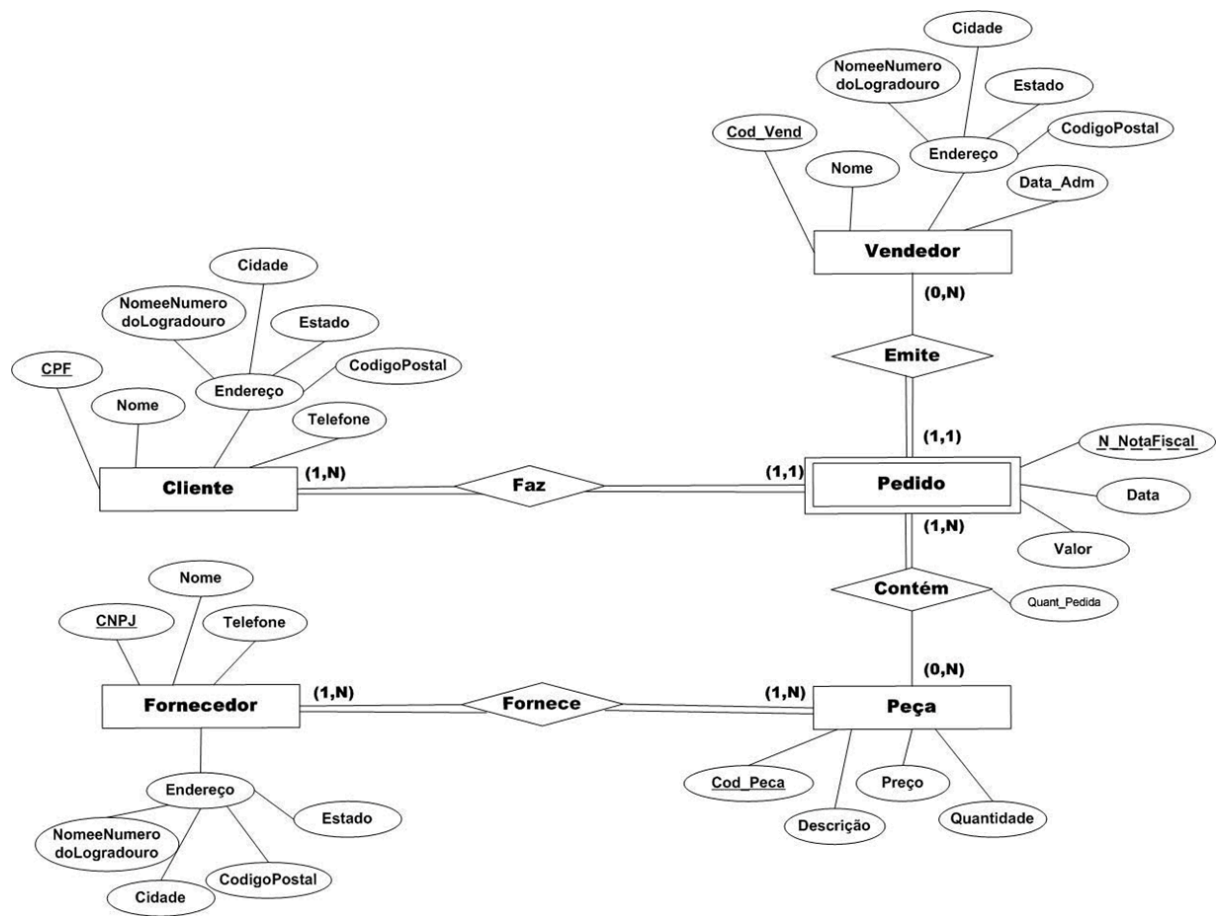 Cidade
NomeeNumero
doLogradouro
Estado
Cod_Vend
CodigoPostal
Endereço
Nome
Data_Adm
Vendedor
(0,N)
Emite
(1,1)
Cidade
NomeeNumero
doLogradouro
Estado
CPF
CodigoPostal
Endereço
Nome
Telefone
Cliente
(1,N)
Faz
(1,1)
Pedido
N_NotaFiscal
Data
Valor
(1,N)
Contém
Quant_Pedida
(0,N)
Nome
CNPJ
Telefone
Fornecedor
(1,N)
Fornece
(1,N)
Peça
Endereço
NomeeNumero
doLogradouro
Estado
Cidade
CodigoPostal
Cod_Peca
Preço
Descrição
Quantidade